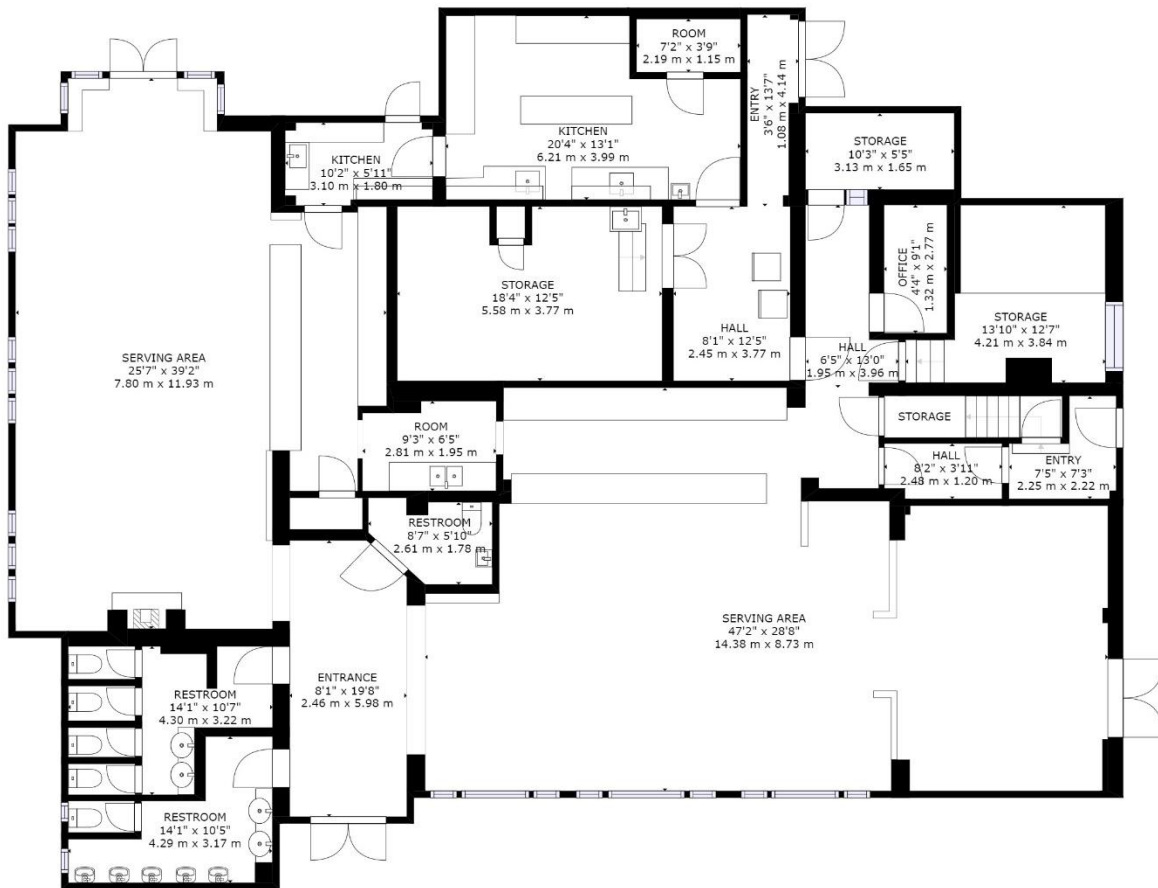 ROOM
7'2" x 3'9"
2.19 m x 1.15 m
ENTRY
3'6" x 13'7"
1.08 m x 4.14 m
KITCHEN
20'4" x 13'1"
6.21 m x 3.99 m
KITCHEN
10'2" x 5'11"
3.10 m x 1.80 m
STORAGE
10'3" x 5'5"
3.13 m x 1.65 m
OFFICE
4'4" x 9'1"
1.32 m x 2.77 m
STORAGE
18'4" x 12'5"
5.58 m x 3.77 m
HALL
8'1" x 12'5"
2.45 m x 3.77 m
STORAGE
13'10" x 12'7"
4.21 m x 3.84 m
HALL
6'5" x 13'0"
1.95 m x 3.96 m
SERVING AREA
25'7" x 39'2"
7.80 m x 11.93 m
STORAGE
ROOM
9'3" x 6'5"
2.81 m x 1.95 m
HALL
8'2" x 3'11"
2.48 m x 1.20 m
ENTRY
7'5" x 7'3"
2.25 m x 2.22 m
RESTROOM
8'7" x 5'10"
2.61 m x 1.78 m
SERVING AREA
47'2" x 28'8"
14.38 m x 8.73 m
ENTRANCE
8'1" x 19'8"
2.46 m x 5.98 m
RESTROOM
14'1" x 10'7"
4.30 m x 3.22 m
RESTROOM
14'1" x 10'5"
4.29 m x 3.17 m